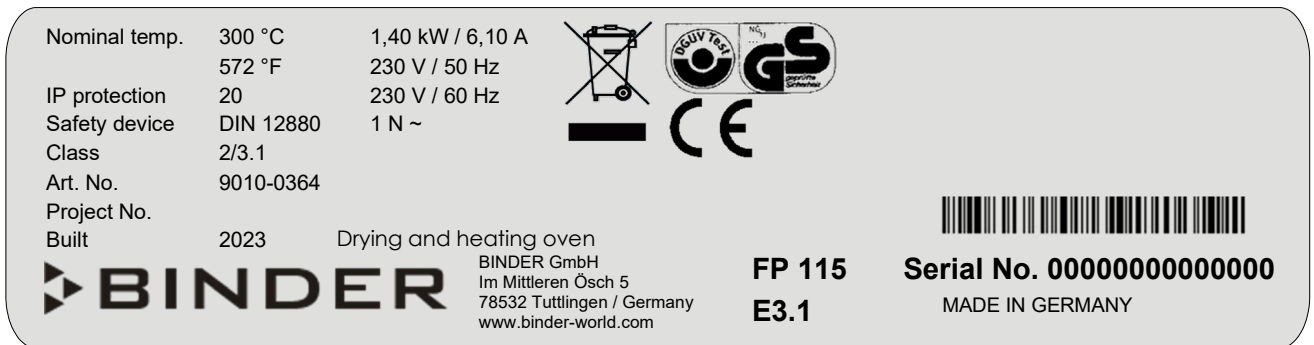 Nominal temp. 300 °C 1,40 kW / 6,10 A
572 °F 230 V / 50 Hz
IP protection 20 230 V / 60 Hz
Safety device DIN 12880 1 N ~
Class 2/3.1
Art. No. 9010-0364
Project No.
Built 2023 Drying and heating oven
DGUV Test
GS
geprüfte
Sicherheit
CE
BINDER
BINDER GmbH
Im Mittleren Ösch 5
78532 Tuttlingen / Germany
www.binder-world.com
FP 115
E3.1
Serial No. 00000000000000
MADE IN GERMANY